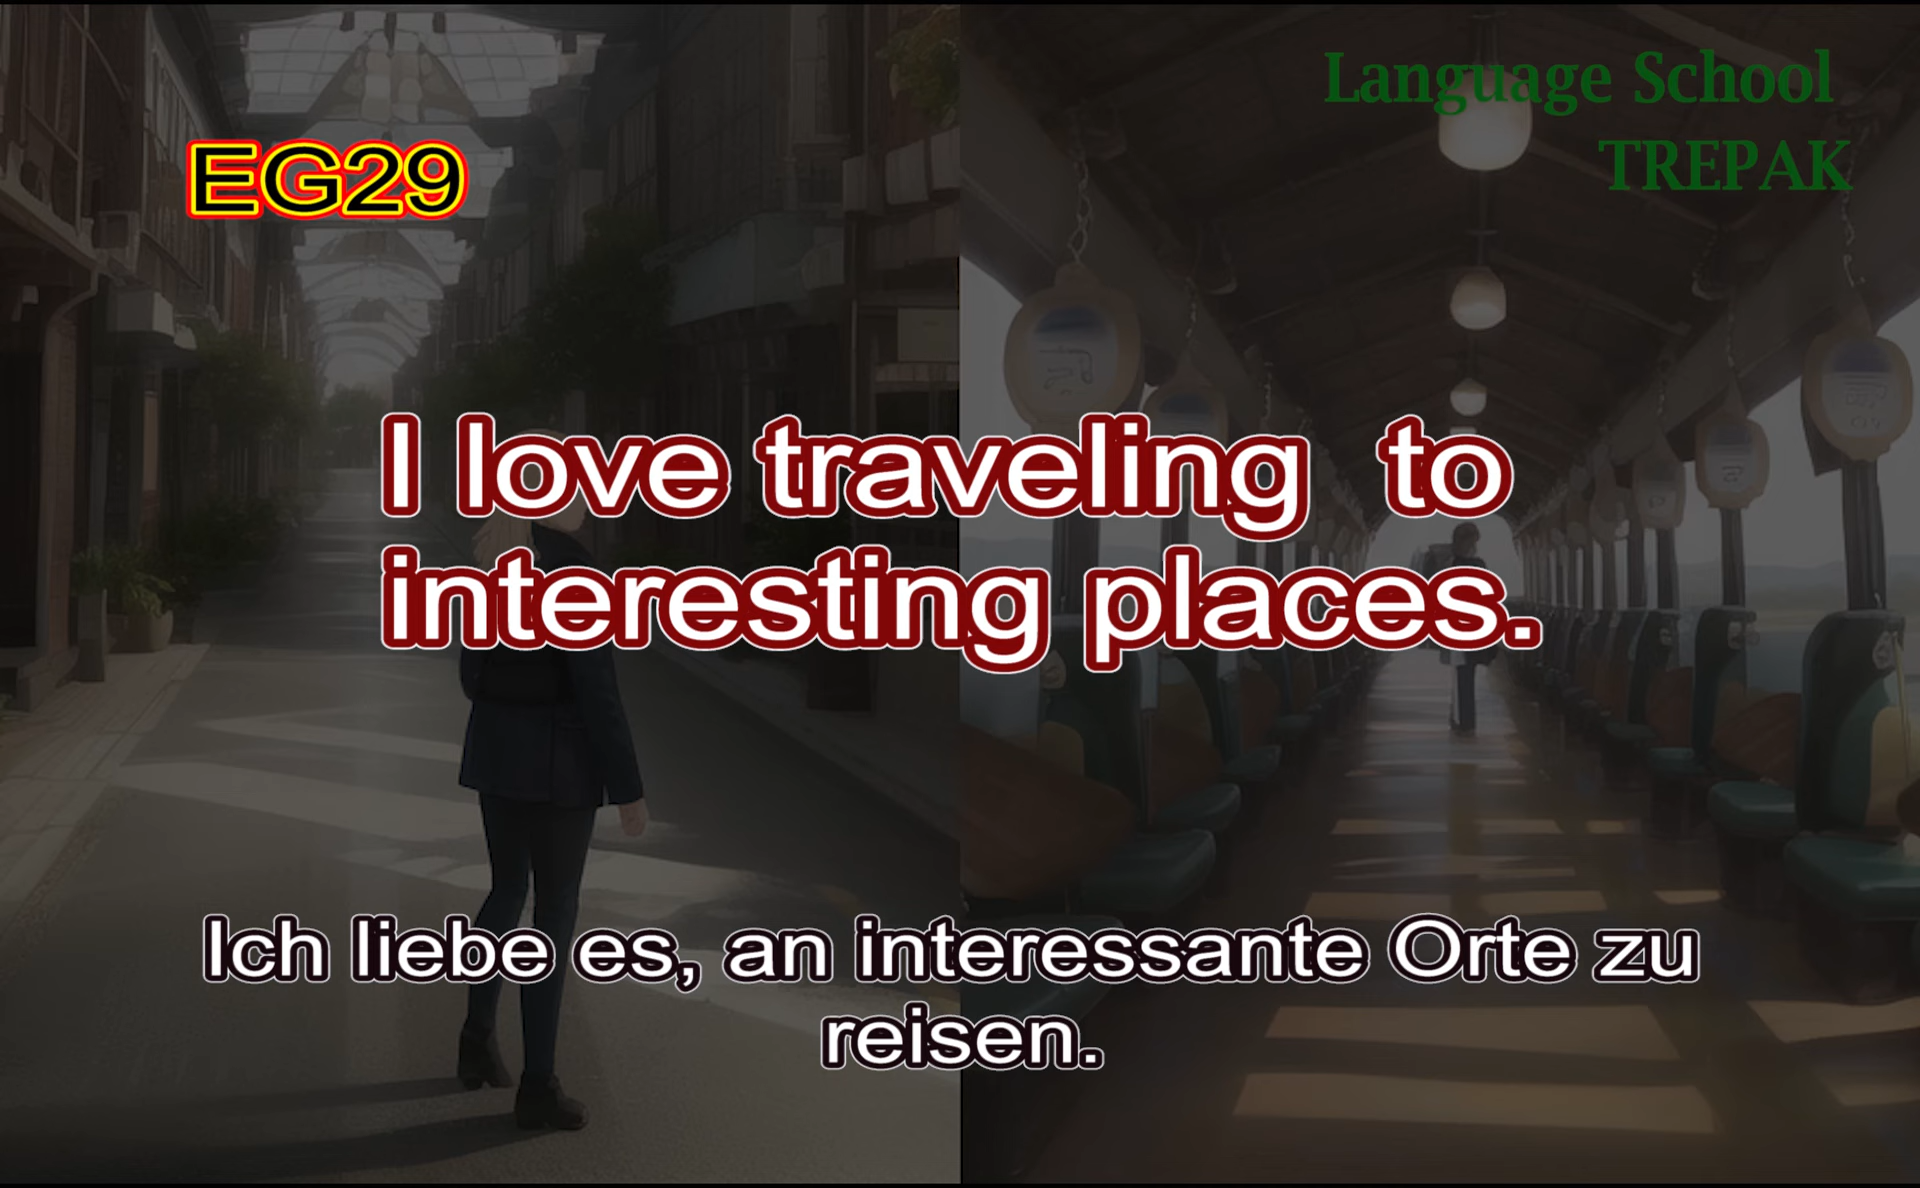 Language School
TREPAK
EG29
I love traveling  to
interesting places.
Ich liebe es, an interessante Orte zu
reisen.